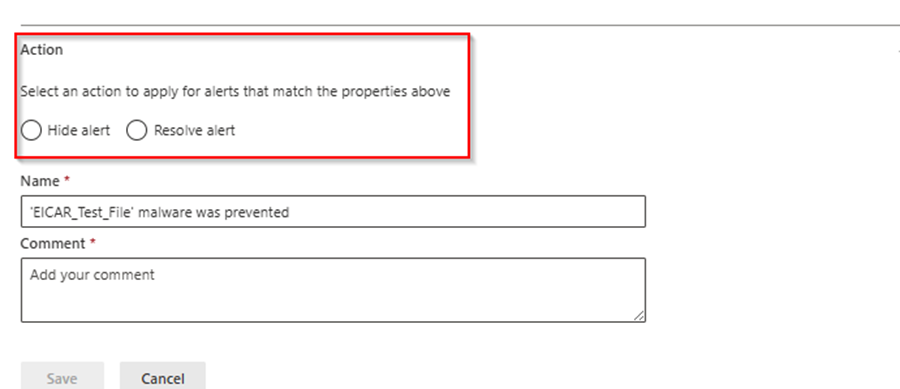 Action
Select an action to apply for alerts that match the properties above
Hide alert Resolve alert
Name *
'EICAR_Test_File' malware was prevented
Comment *
Add your comment
Save Cancel